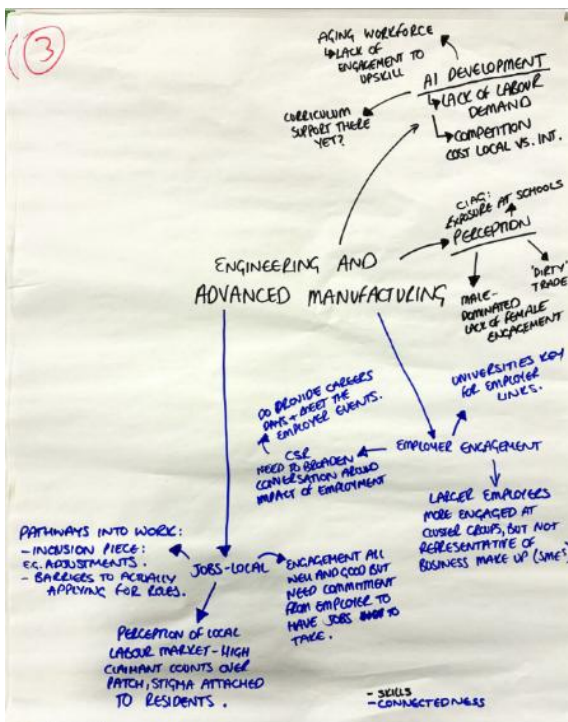 3
AGING WORKFORCE
↳ LACK OF
ENGAGEMENT TO
UPSKILL
AI DEVELOPMENT
↳ LACK OF LABOUR
DEMAND
↳ COMPETITION
COST LOCAL VS. INT.
CURRICULUM
SUPPORT THERE
YET?
CIAG:
EXPOSURE AT SCHOOLS
PERCEPTION
'DIRTY'
TRADE
MALE-
DOMINATED
LACK OF FEMALE
ENGAGEMENT
ENGINEERING AND
ADVANCED MANUFACTURING
UNIVERSITIES KEY
FOR EMPLOYER
LINKS.
DO PROVIDE CAREERS
DAYS + MEET THE
EMPLOYER EVENTS.
EMPLOYER ENGAGEMENT
CSR
NEED TO BROADEN
CONVERSATION AROUND
IMPACT OF EMPLOYMENT
LARGER EMPLOYERS
MORE ENGAGED AT
CLUSTER GROUPS, BUT NOT
REPRESENTATIVE OF
BUSINESS MAKE UP (SME'S)
PATHWAYS INTO WORK:
- INCLUSION PIECE:
E.G. ADJUSTMENTS.
- BARRIERS TO ACTUALLY
APPLYING FOR ROLES.
JOBS - LOCAL
ENGAGEMENT ALL
WELL AND GOOD BUT
NEED COMMITMENT
FROM EMPLOYER TO
HAVE JOBS TO
TAKE.
PERCEPTION OF LOCAL
LABOUR MARKET - HIGH
CLAIMANT COUNTS OVER
PATCH, STIGMA ATTACHED
TO RESIDENTS.
- SKILLS
- CONNECTEDNESS